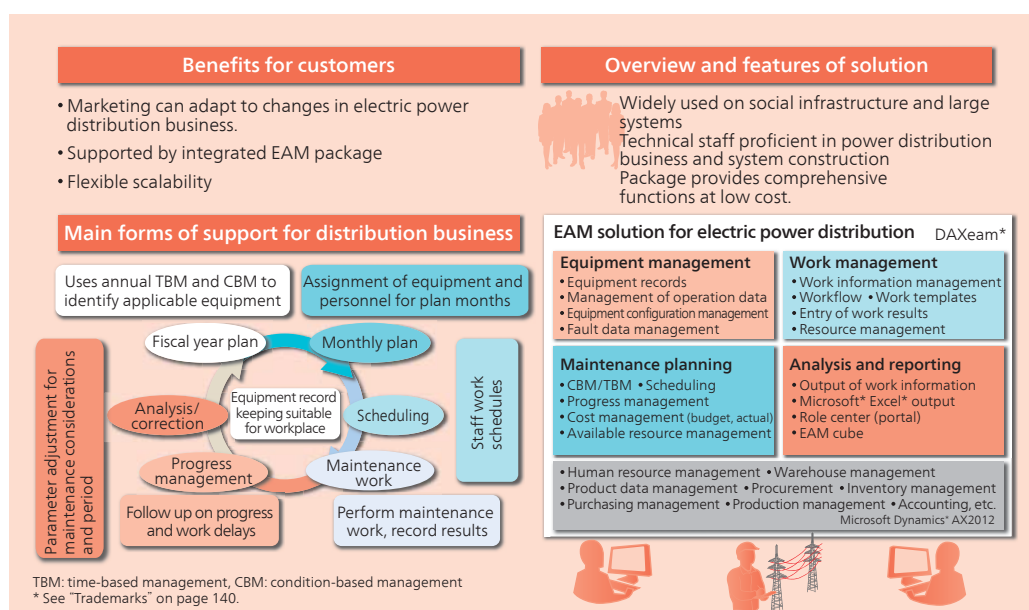 Benefits for customers
• Marketing can adapt to changes in electric power
distribution business.
• Supported by integrated EAM package
• Flexible scalability
Overview and features of solution
Widely used on social infrastructure and large
systems
Technical staff proficient in power distribution
business and system construction
Package provides comprehensive
functions at low cost.
Main forms of support for distribution business
Uses annual TBM and CBM to
identify applicable equipment
Assignment of equipment and
personnel for plan months
Fiscal year plan
Monthly plan
Parameter adjustment for
maintenance considerations
and period
Analysis/
correction
Equipment record
keeping suitable
for workplace
Scheduling
Staff work
schedules
Progress
management
Maintenance
work
Follow up on progress
and work delays
Perform maintenance
work, record results
TBM: time-based management, CBM: condition-based management
* See "Trademarks" on page 140.
EAM solution for electric power distribution DAXeam*
Equipment management
• Equipment records
• Management of operation data
• Equipment configuration management
• Fault data management
Work management
• Work information management
• Workflow • Work templates
• Entry of work results
• Resource management
Maintenance planning
• CBM/TBM • Scheduling
• Progress management
• Cost management (budget, actual)
• Available resource management
Analysis and reporting
• Output of work information
• Microsoft* Excel* output
• Role center (portal)
• EAM cube
• Human resource management • Warehouse management
• Product data management • Procurement • Inventory management
• Purchasing management • Production management • Accounting, etc.
Microsoft Dynamics* AX2012